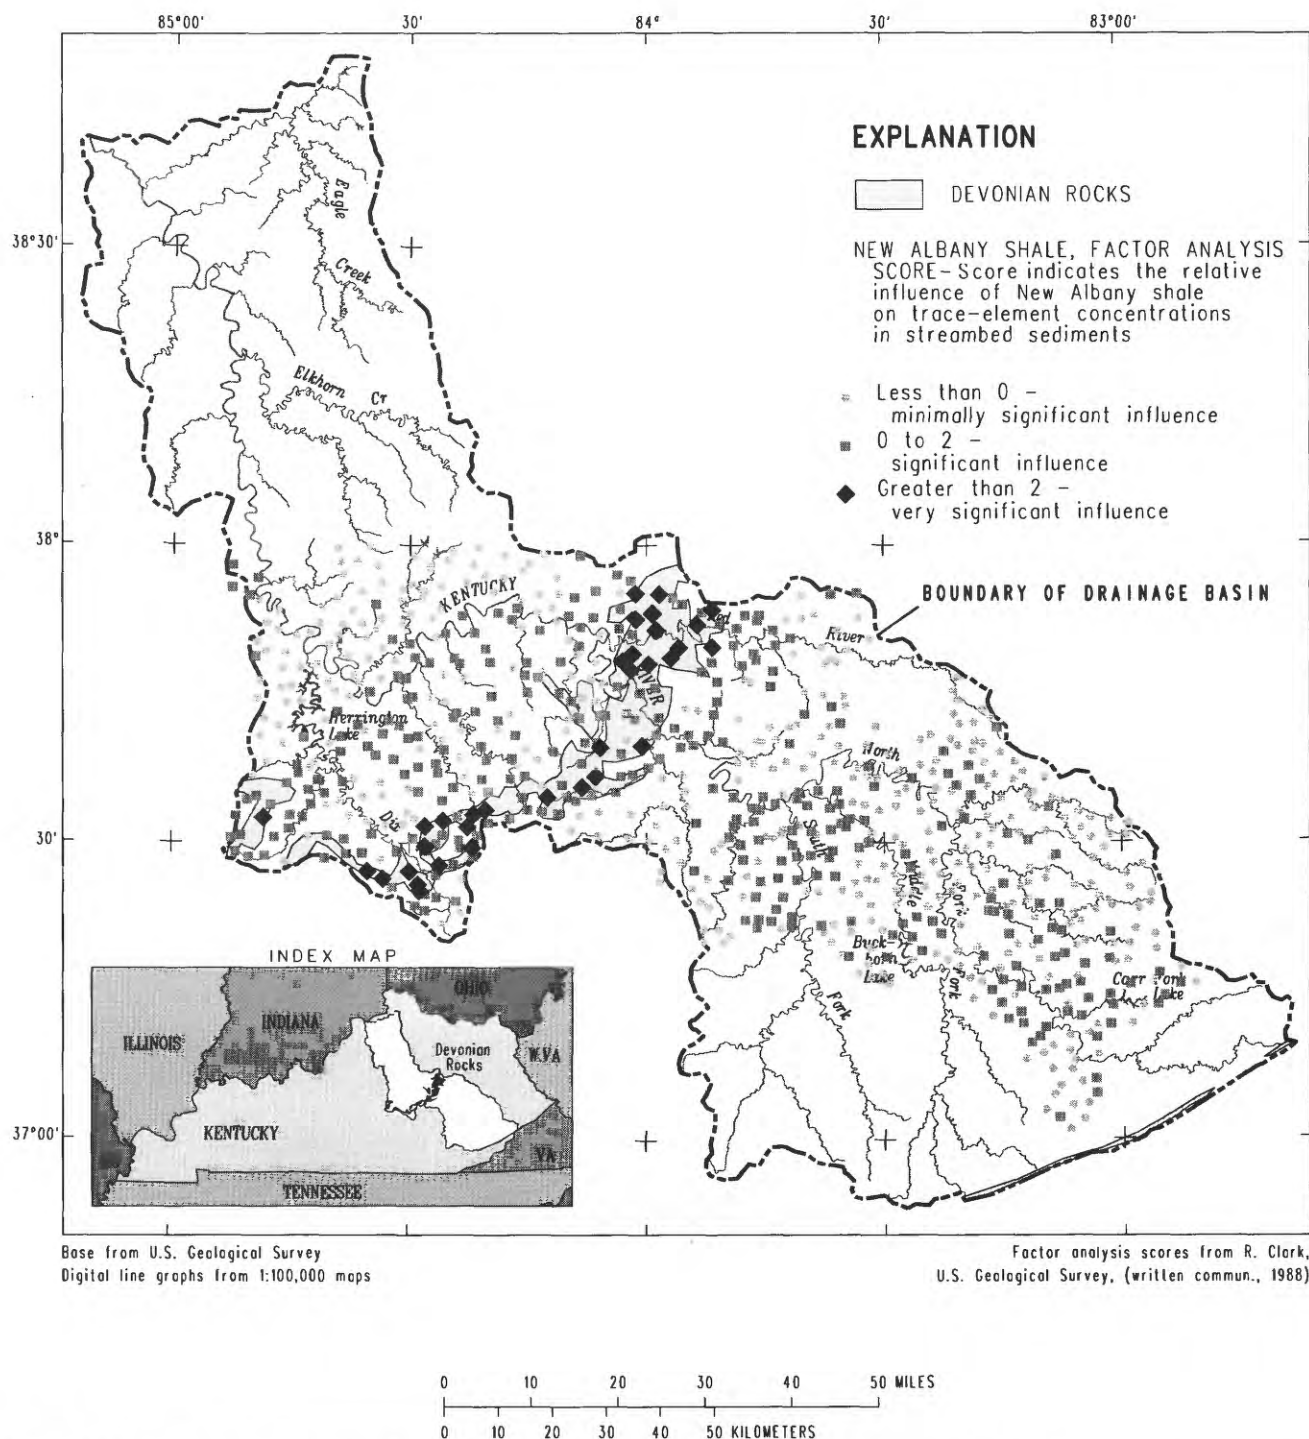 85°00' 30' 84° 30' 83°00'
EXPLANATION
DEVONIAN ROCKS
38°30'
NEW ALBANY SHALE, FACTOR ANALYSIS
SCORE-Score indicates the relative
influence of New Albany shale
on trace-element concentrations
in streambed sediments
Less than 0 -
minimally significant influence
0 to 2 -
significant influence
Greater than 2 -
very significant influence
Eagle
Creek
Elkhorn Cr
38°
KENTUCKY
BOUNDARY OF DRAINAGE BASIN
River
Herrington
Lake
North
30'
South
Middle
Fork
Buck-
horn
Lake
Fork
Fork
Carr Fork
Lake
INDEX MAP
OHIO
INDIANA
ILLINOIS
Devonian
Rocks
W.VA
KENTUCKY
VA
TENNESSEE
37°00'
Base from U.S. Geological Survey
Digital line graphs from 1:100,000 maps
Factor analysis scores from R. Clark,
U.S. Geological Survey, (written commun., 1988)
0 10 20 30 40 50 MILES
0 10 20 30 40 50 KILOMETERS